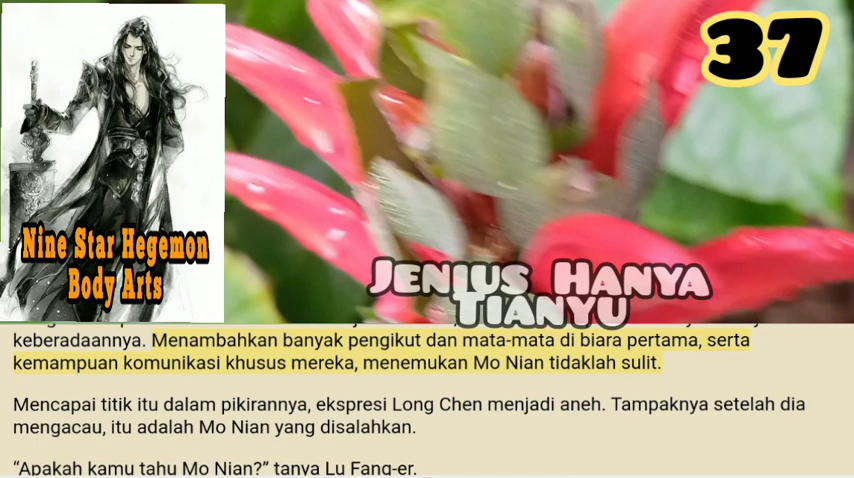 37
Nine Star Hegemon
Body Arts
JENIUS HANYA
TIANYU
keberadaannya. Menambahkan banyak pengikut dan mata-mata di biara pertama, serta
kemampuan komunikasi khusus mereka, menemukan Mo Nian tidaklah sulit.
Mencapai titik itu dalam pikirannya, ekspresi Long Chen menjadi aneh. Tampaknya setelah dia
mengacau, itu adalah Mo Nian yang disalahkan.
“Apakah kamu tahu Mo Nian?” tanya Lu Fang-er.